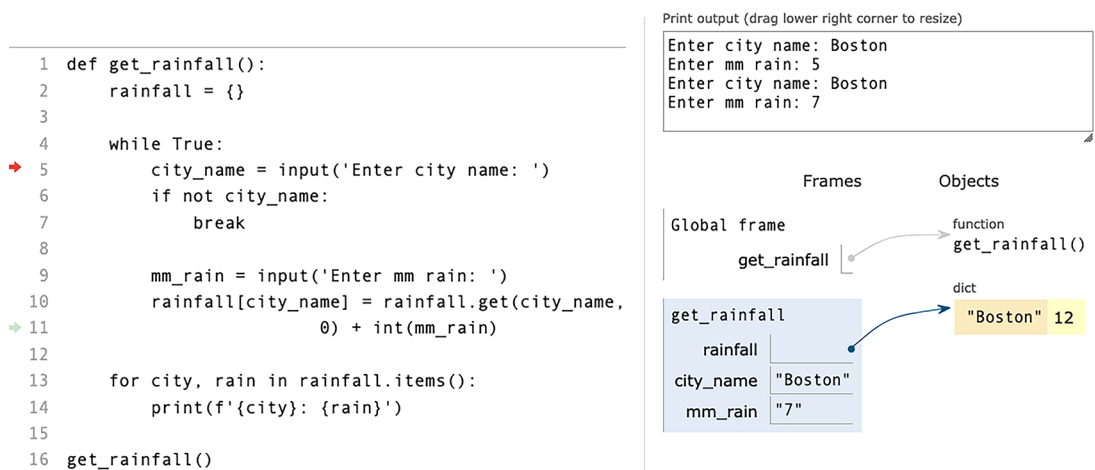 1 def get_rainfall():
2     rainfall = {}
3
4     while True:
5         city_name = input('Enter city name: ')
6         if not city_name:
7             break
8
9         mm_rain = input('Enter mm rain: ')
10         rainfall[city_name] = rainfall.get(city_name,
11                         0) + int(mm_rain)
12
13     for city, rain in rainfall.items():
14         print(f'{city}: {rain}')
15
16 get_rainfall()
Print output (drag lower right corner to resize)
Enter city name: Boston
Enter mm rain: 5
Enter city name: Boston
Enter mm rain: 7
Frames Objects
Global frame
get_rainfall
function
get_rainfall()
get_rainfall
rainfall
city_name "Boston"
mm_rain "7"
dict
"Boston" 12